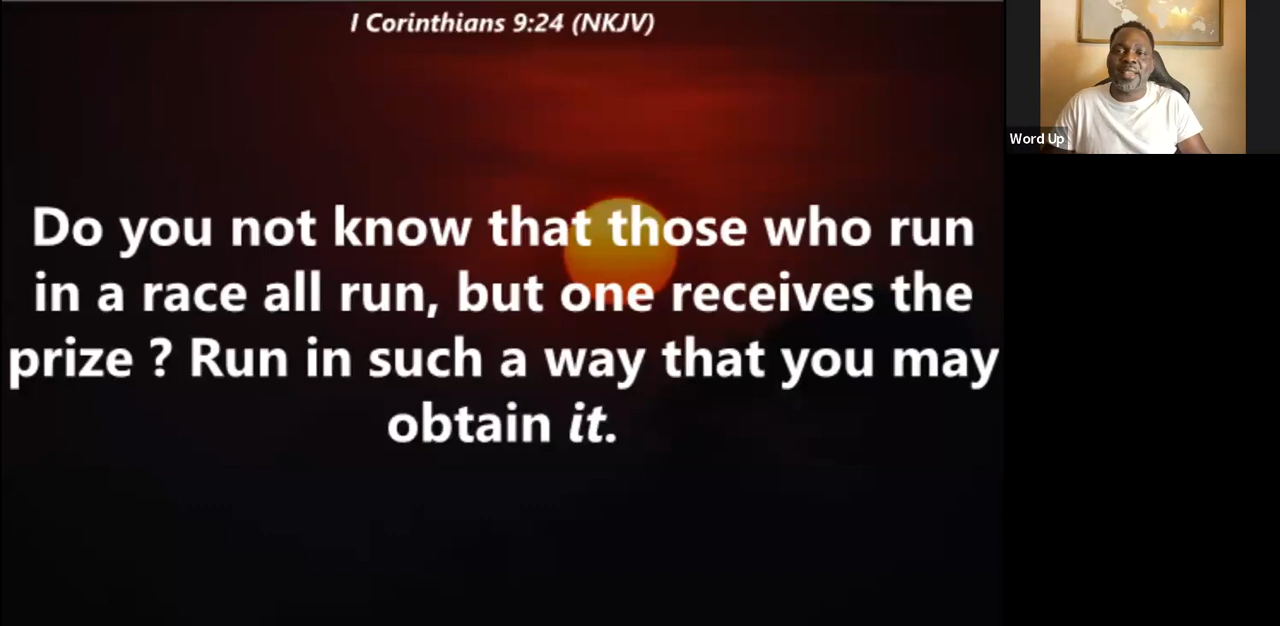 I Corinthians 9:24 (NKJV)
Do you not know that those who run
in a race all run, but one receives the
prize ? Run in such a way that you may
obtain it.
Word Up